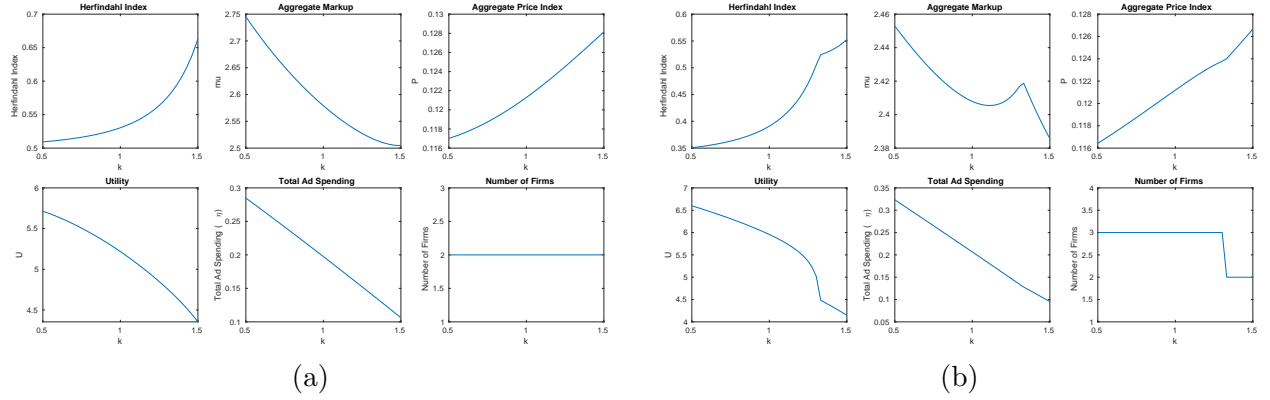 Herfindahl Index
Herfindahl Index
0.7
0.65
0.6
0.55
0.5
0.5
1
1.5
k
Aggregate Markup
mu
2.75
2.7
2.65
2.6
2.55
2.5
0.5
1
1.5
k
Aggregate Price Index
P
0.13
0.128
0.126
0.124
0.122
0.12
0.118
0.116
0.5
1
1.5
k
Utility
U
6
5.5
5
4.5
0.5
1
1.5
k
Total Ad Spending
Total Ad Spending ( η)
0.3
0.25
0.2
0.15
0.1
0.5
1
1.5
k
Number of Firms
Number of Firms
3
2.5
2
1.5
1
0.5
1
1.5
k
(a)
Herfindahl Index
Herfindahl Index
0.6
0.55
0.5
0.45
0.4
0.35
0.5
1
1.5
k
Aggregate Markup
mu
2.46
2.44
2.42
2.4
2.38
0.5
1
1.5
k
Aggregate Price Index
P
0.128
0.126
0.124
0.122
0.12
0.118
0.116
0.5
1
1.5
k
Utility
U
7
6.5
6
5.5
5
4.5
4
0.5
1
1.5
k
Total Ad Spending
Total Ad Spending ( η)
0.35
0.3
0.25
0.2
0.15
0.1
0.05
0.5
1
1.5
k
Number of Firms
Number of Firms
4
3.5
3
2.5
2
1.5
1
0.5
1
1.5
k
(b)